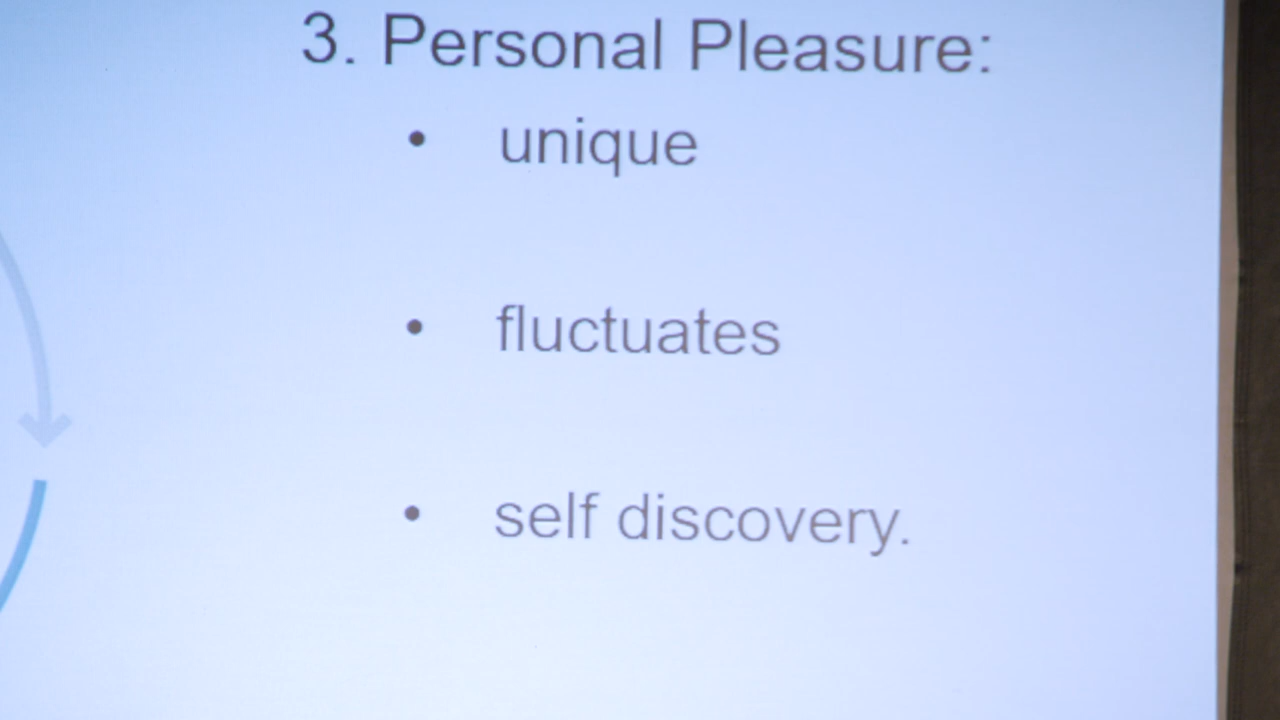 3. Personal Pleasure:
• unique
• fluctuates
• self discovery.